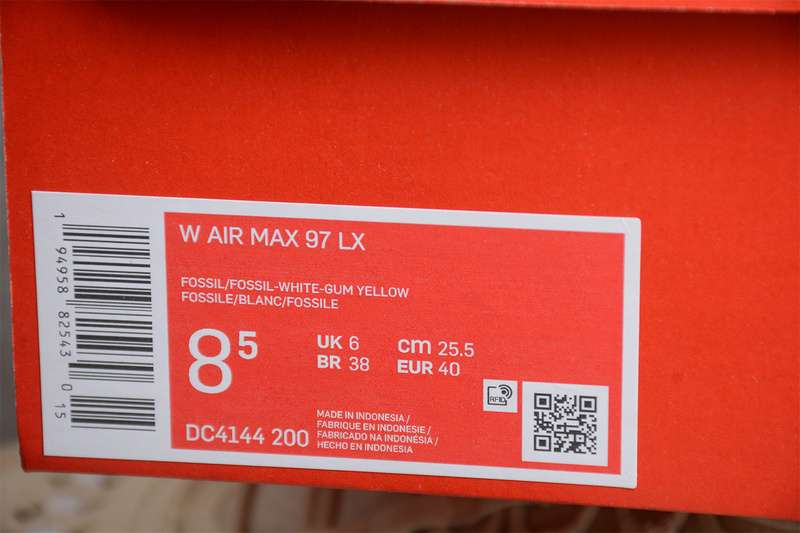 W AIR MAX 97 LX
FOSSIL/FOSSIL-WHITE-GUM YELLOW
FOSSILE/BLANC/FOSSILE
8 5
UK 6
BR 38
cm 25.5
EUR 40
RFID
DC4144 200
MADE IN INDONESIA /
FABRIQUE EN INDONESIE /
FABRICADO NA INDONÉSIA /
HECHO EN INDONESIA
1 94958 82543 0 15